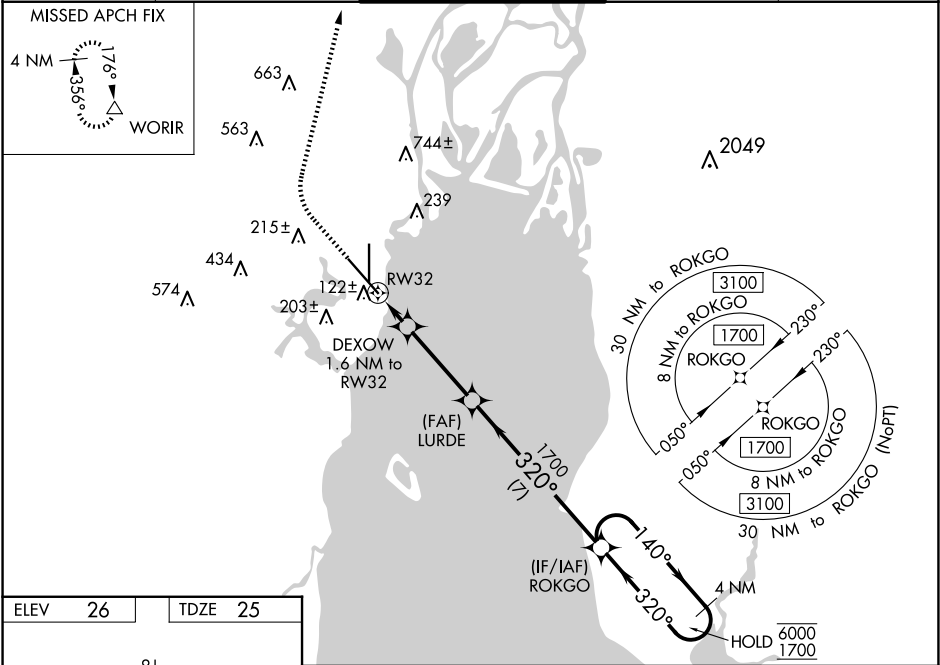 MISSED APCH FIX
4 NM
176°
356°
WORIR
663
563
744±
2049
239
215±
434
574
122±
RW32
203±
DEXOW
1.6 NM to
RW32
(FAF)
LURDE
1700
320°
(7)
30 NM to ROKGO
3100
8 NM to ROKGO
1700
230°
ROKGO
050°
230°
ROKGO
050°
1700
8 NM to ROKGO
3100
30 NM to ROKGO (NoPT)
(IF/IAF)
ROKGO
140°
320°
4 NM
HOLD
6000
1700
ELEV 26
TDZE 25